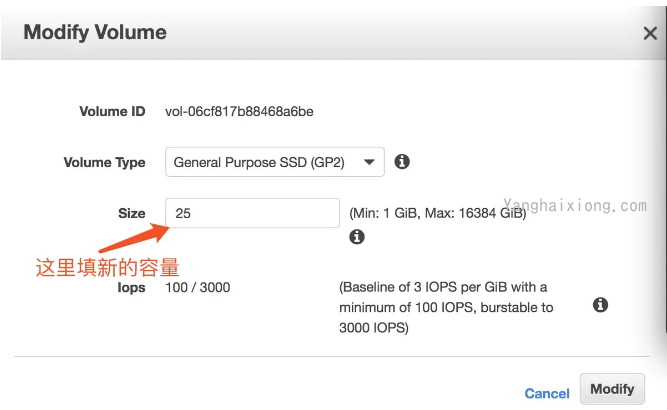 Modify Volume
Volume ID vol-06cf817b88468a6be
Volume Type General Purpose SSD (GP2)
Size 25 (Min: 1 GiB, Max: 16384 GiB)
Yanghaixiong.com
这里填新的容量
Iops 100 / 3000 (Baseline of 3 IOPS per GiB with a
minimum of 100 IOPS, burstable to
3000 IOPS)
Cancel Modify